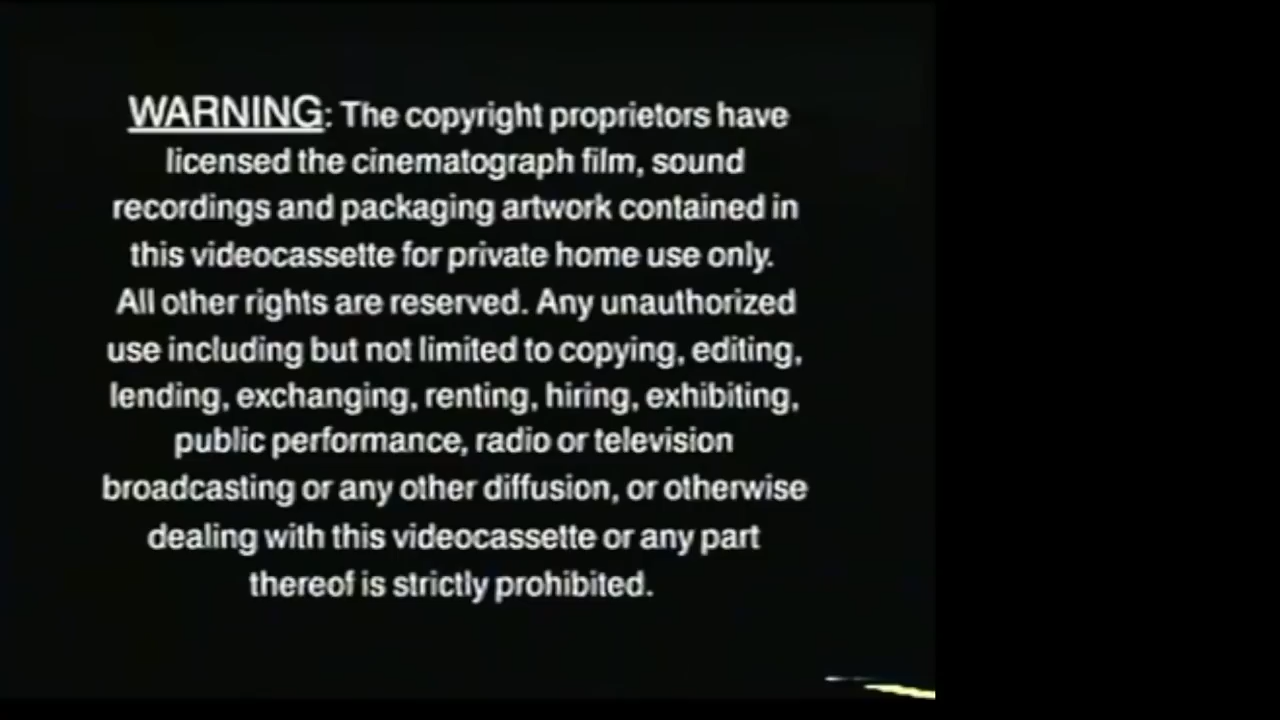 WARNING: The copyright proprietors have
licensed the cinematograph film, sound
recordings and packaging artwork contained in
this videocassette for private home use only.
All other rights are reserved. Any unauthorized
use including but not limited to copying, editing,
lending, exchanging, renting, hiring, exhibiting,
public performance, radio or television
broadcasting or any other diffusion, or otherwise
dealing with this videocassette or any part
thereof is strictly prohibited.